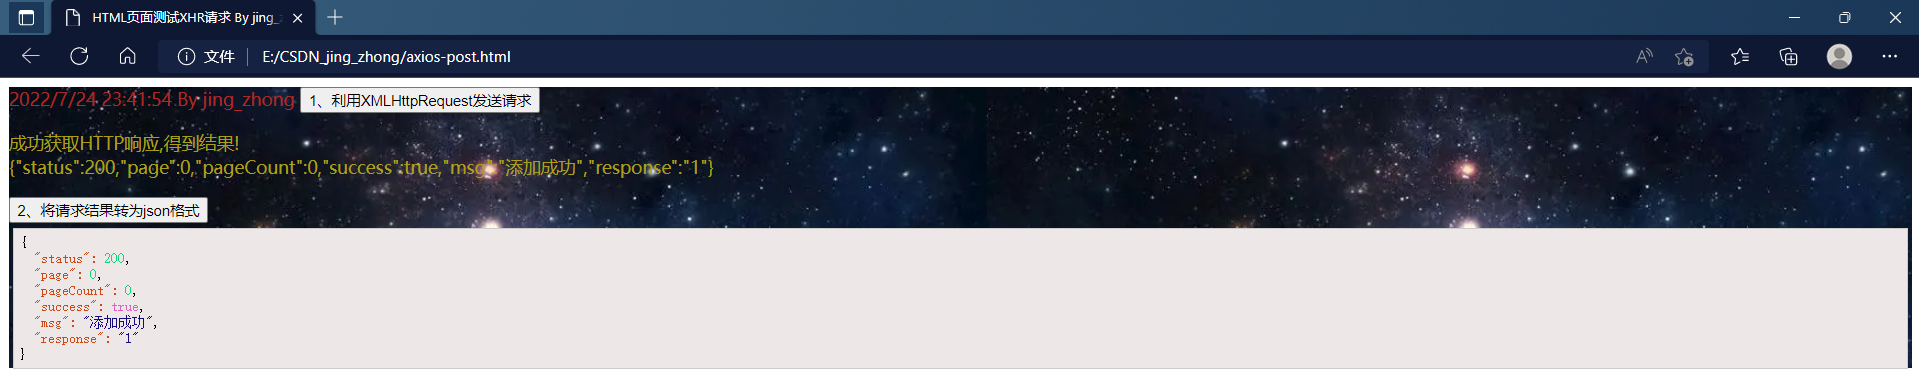 HTML页面测试XHR请求 By jing_
文件 E:/CSDN_jing_zhong/axios-post.html
2022/7/24 23:41:54 By jing_zhong 1、利用XMLHttpRequest发送请求
成功获取HTTP响应,得到结果!
{"status":200,"page":0,"pageCount":0,"success":true,"msg":"添加成功","response":"1"}
2、将请求结果转为json格式
{
"status": 200,
"page": 0,
"pageCount": 0,
"success": true,
"msg": "添加成功",
"response": "1"
}